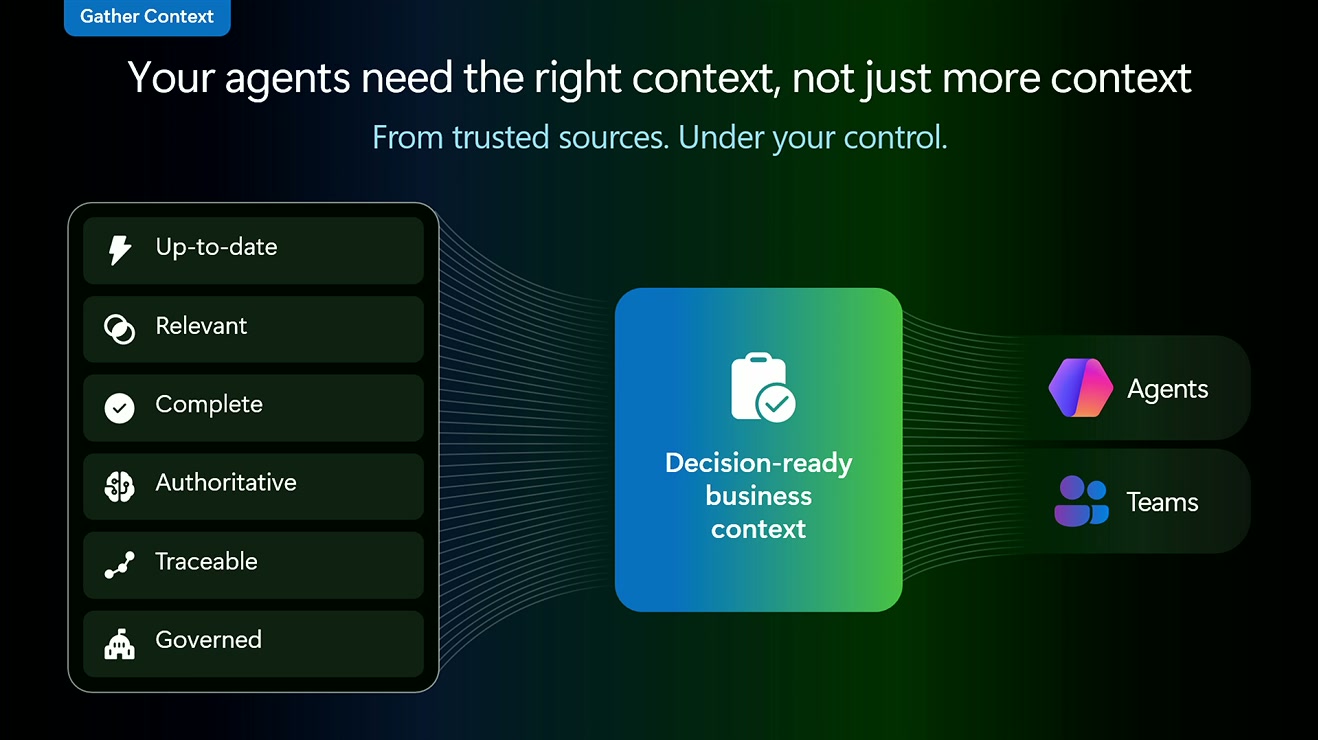 Gather Context
Your agents need the right context, not just more context
From trusted sources. Under your control.
Up-to-date
Relevant
Complete
Authoritative
Traceable
Governed
Decision-ready
business
context
Agents
Teams